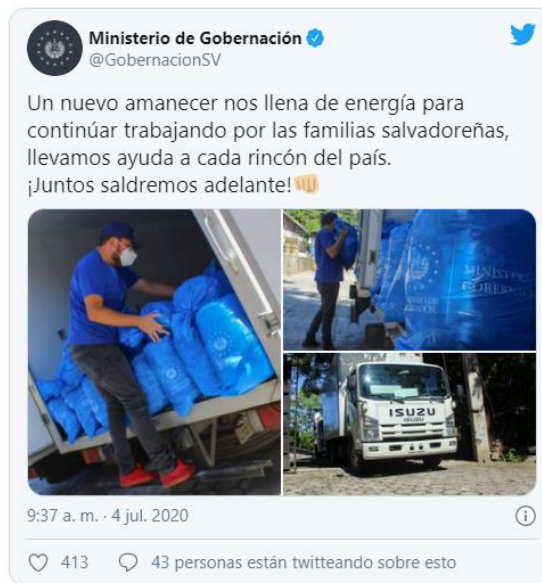 Ministerio de Gobernación
@GobernacionSV
Un nuevo amanecer nos llena de energía para
continúar trabajando por las familias salvadoreñas,
llevamos ayuda a cada rincón del país.
¡Juntos saldremos adelante!👊🏼
MINISTERIO
GOBERNA
ISUZU
ISUZU
9:37 a. m. · 4 jul. 2020
413
43 personas están twitteando sobre esto